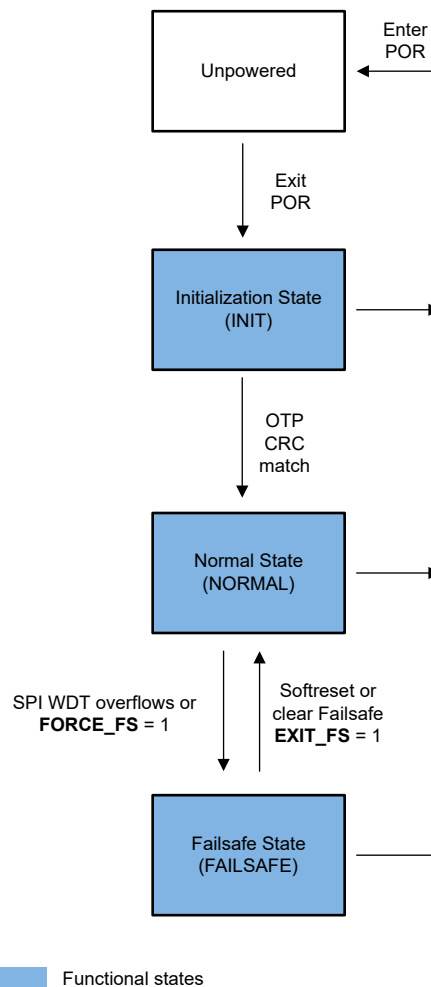 Enter
POR
Unpowered
Exit
POR
Initialization State
(INIT)
OTP
CRC
match
Normal State
(NORMAL)
SPI WDT overflows or
FORCE_FS = 1
Softreset or
clear Failsafe
EXIT_FS = 1
Failsafe State
(FAILSAFE)
Functional states